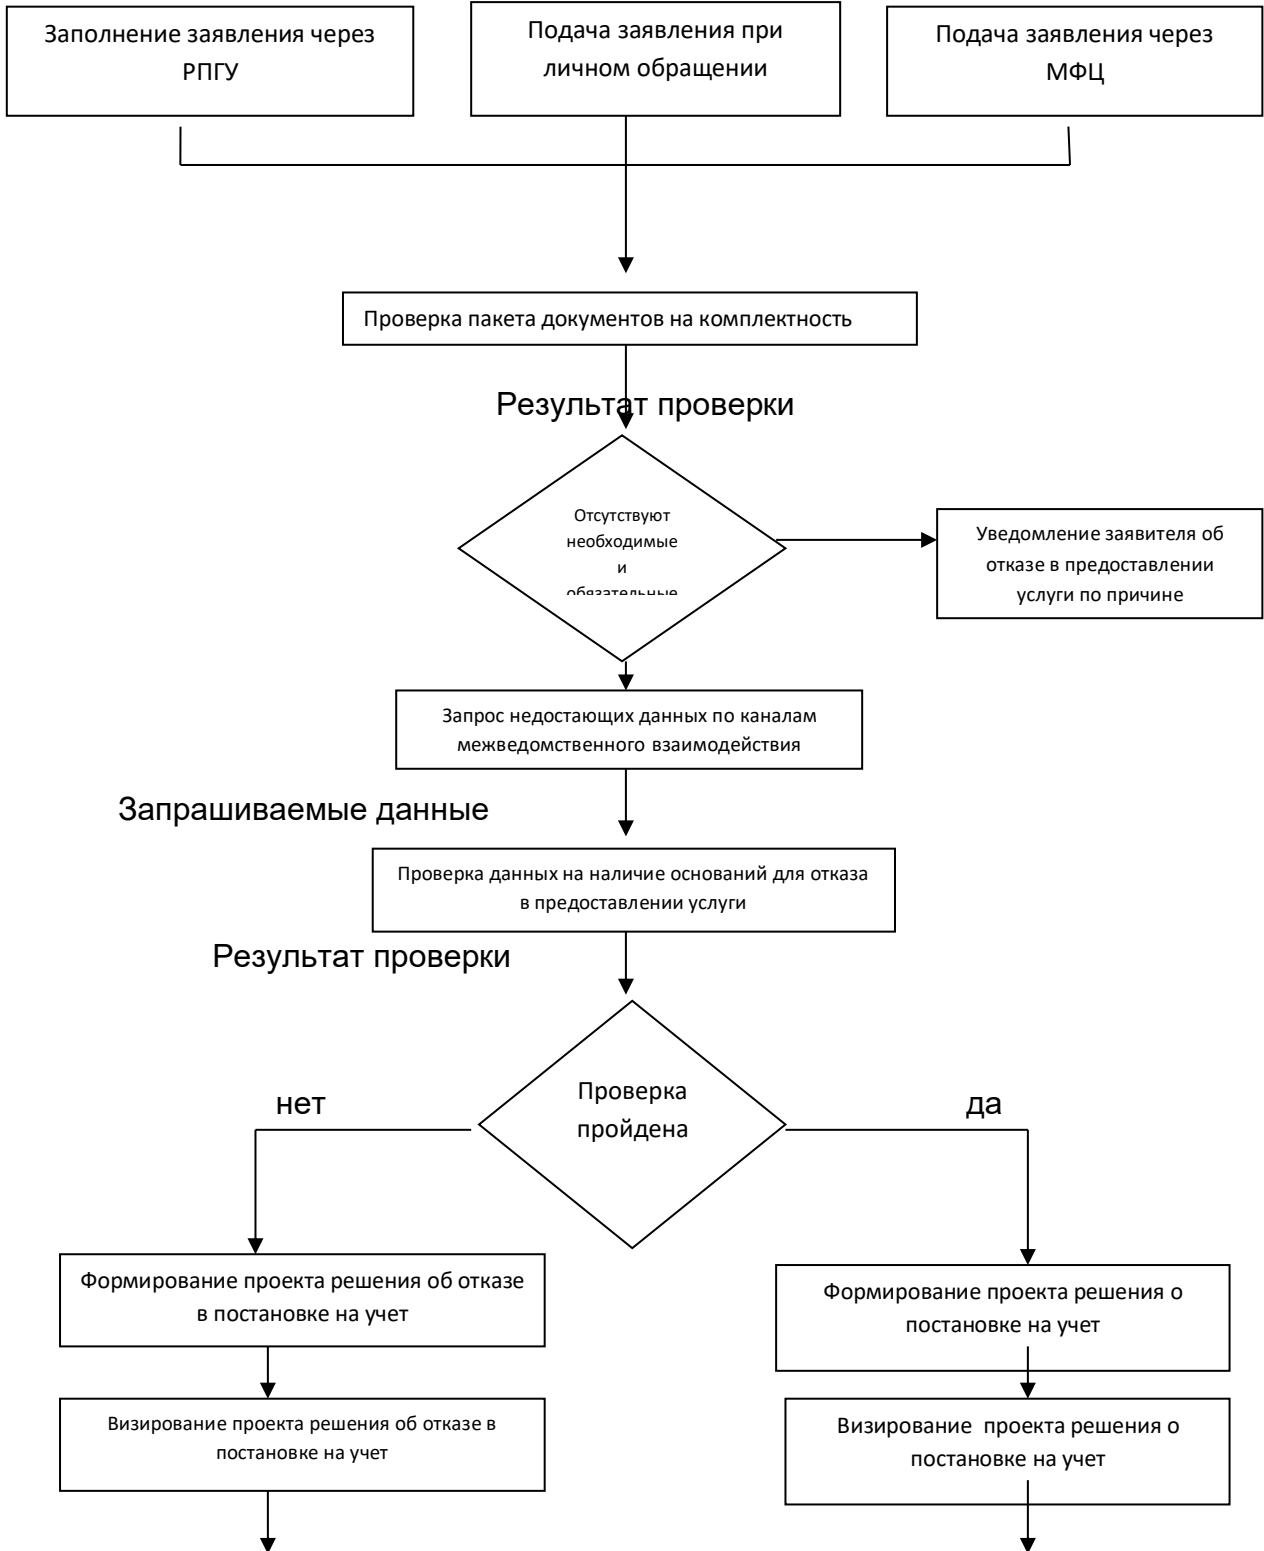 Заполнение заявления через
РПГУ
Подача заявления при
личном обращении
Подача заявления через
МФЦ
Проверка пакета документов на комплектность
Результат проверки
Отсутствуют
необходимые
и
обязательные
Уведомление заявителя об
отказе в предоставлении
услуги по причине
Запрос недостающих данных по каналам
межведомственного взаимодействия
Запрашиваемые данные
Проверка данных на наличие оснований для отказа
в предоставлении услуги
Результат проверки
Проверка
пройдена
нет
да
Формирование проекта решения об отказе
в постановке на учет
Формирование проекта решения о
постановке на учет
Визирование проекта решения об отказе в
постановке на учет
Визирование проекта решения о
постановке на учет